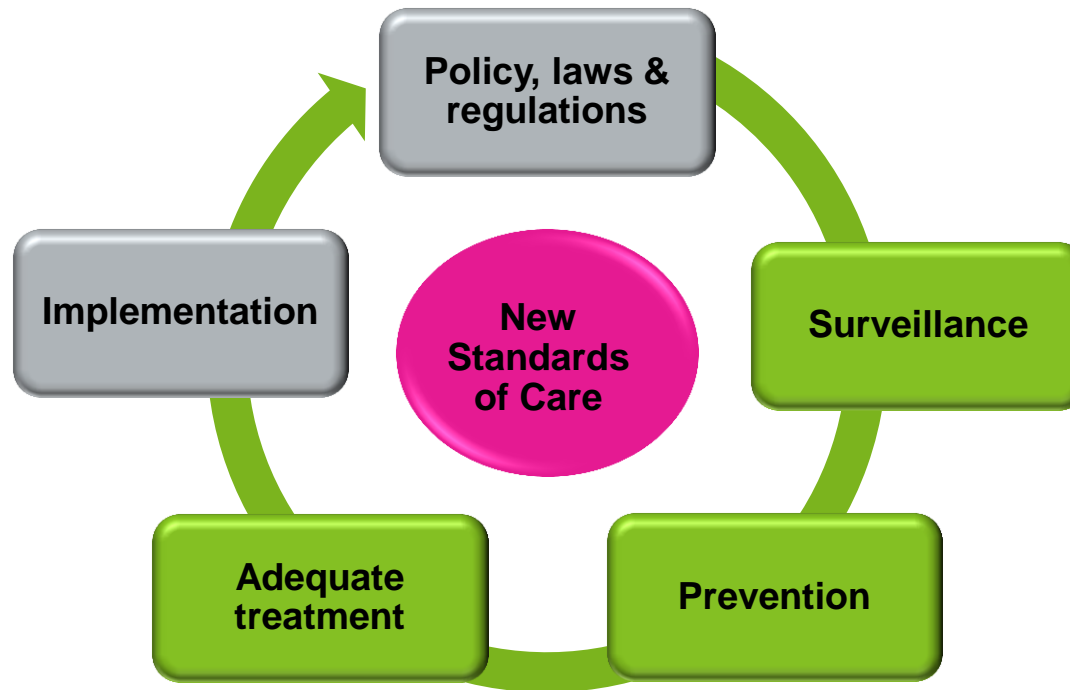 Policy, laws &
regulations
Surveillance
Prevention
Adequate
treatment
Implementation
New
Standards
of Care